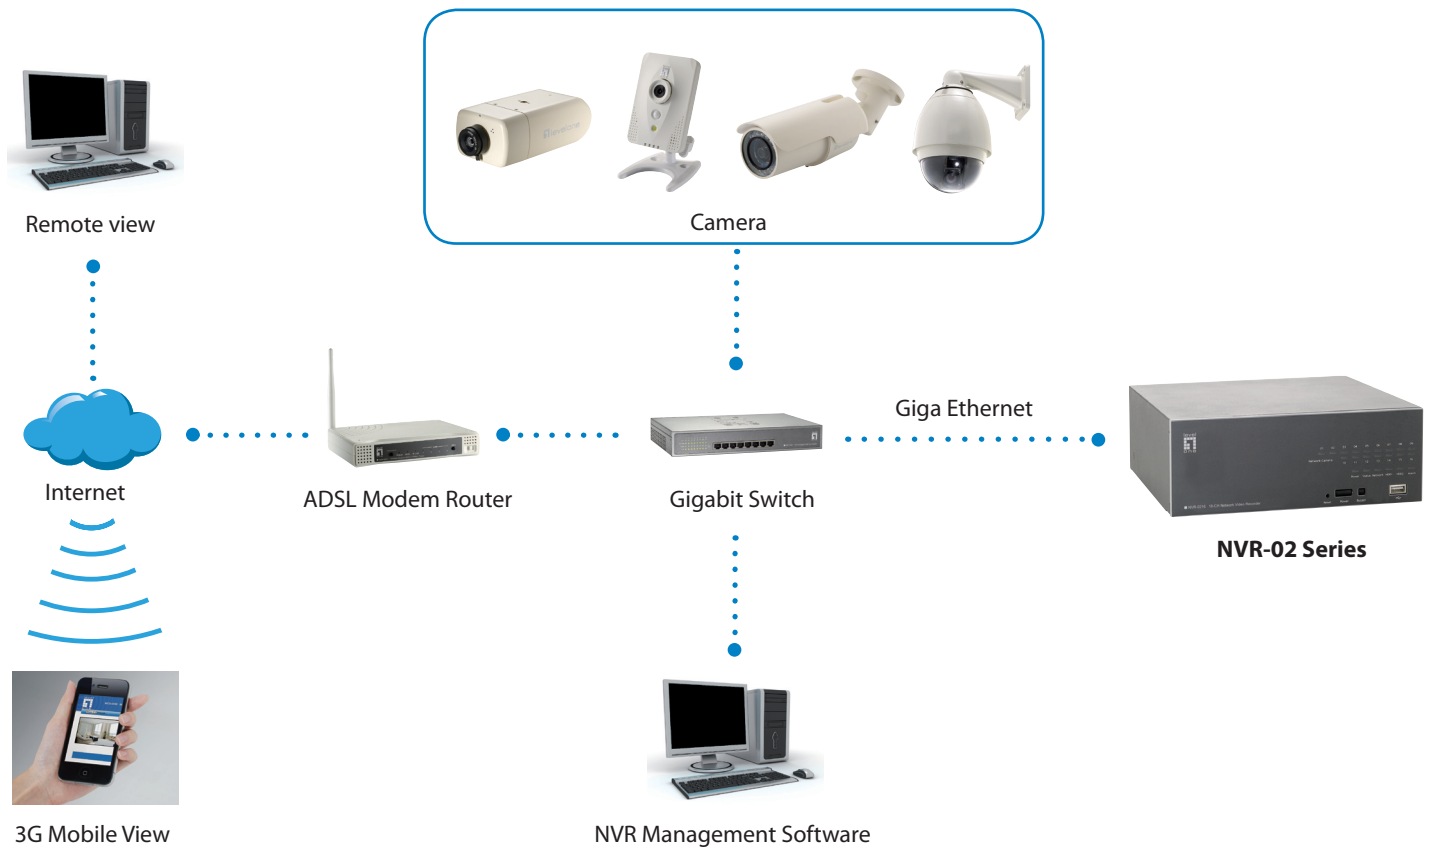 Remote view
Camera
Giga Ethernet
Internet
ADSL Modem Router
Gigabit Switch
NVR-02 Series
3G Mobile View
NVR Management Software